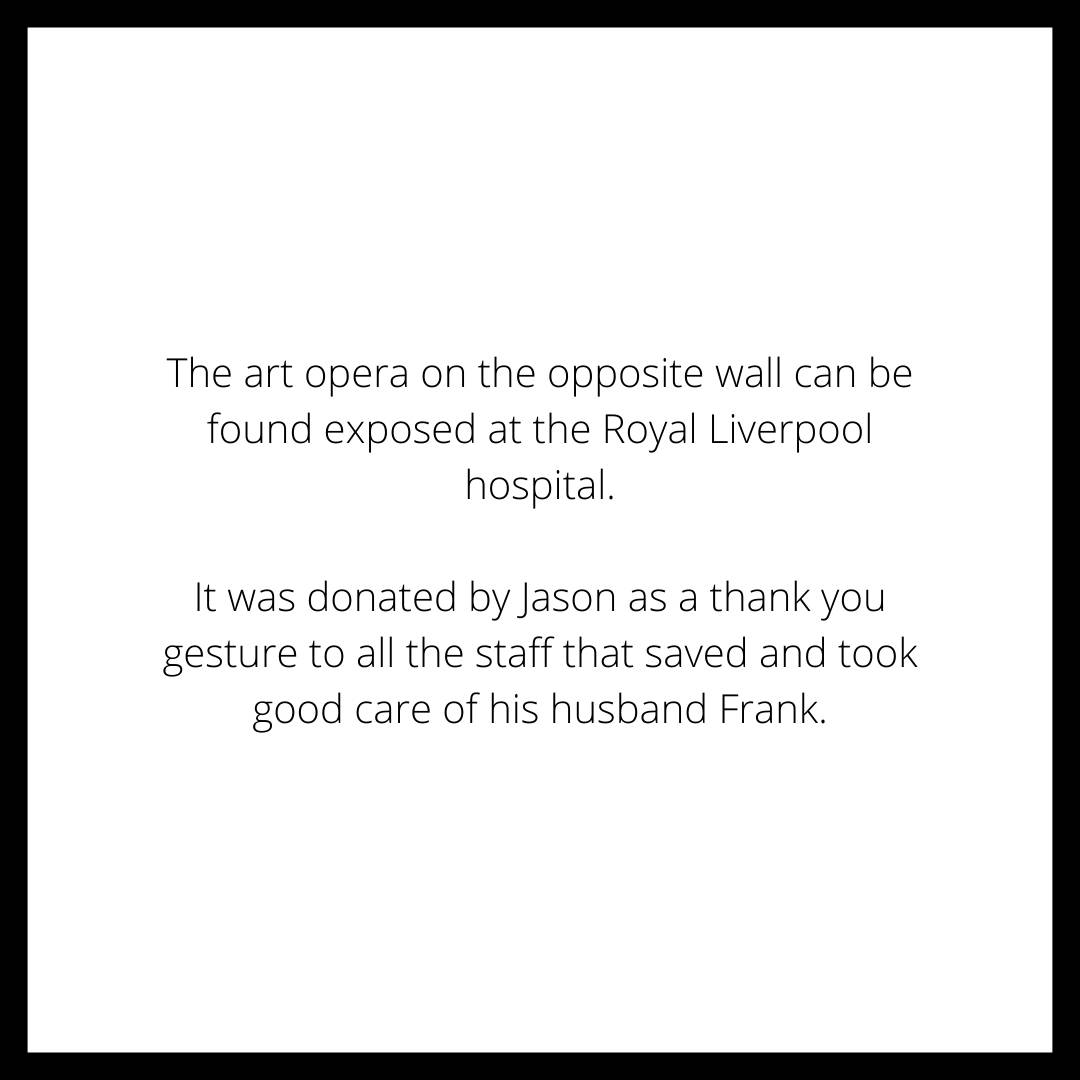 The art opera on the opposite wall can be
found exposed at the Royal Liverpool
hospital.
It was donated by Jason as a thank you
gesture to all the staff that saved and took
good care of his husband Frank.